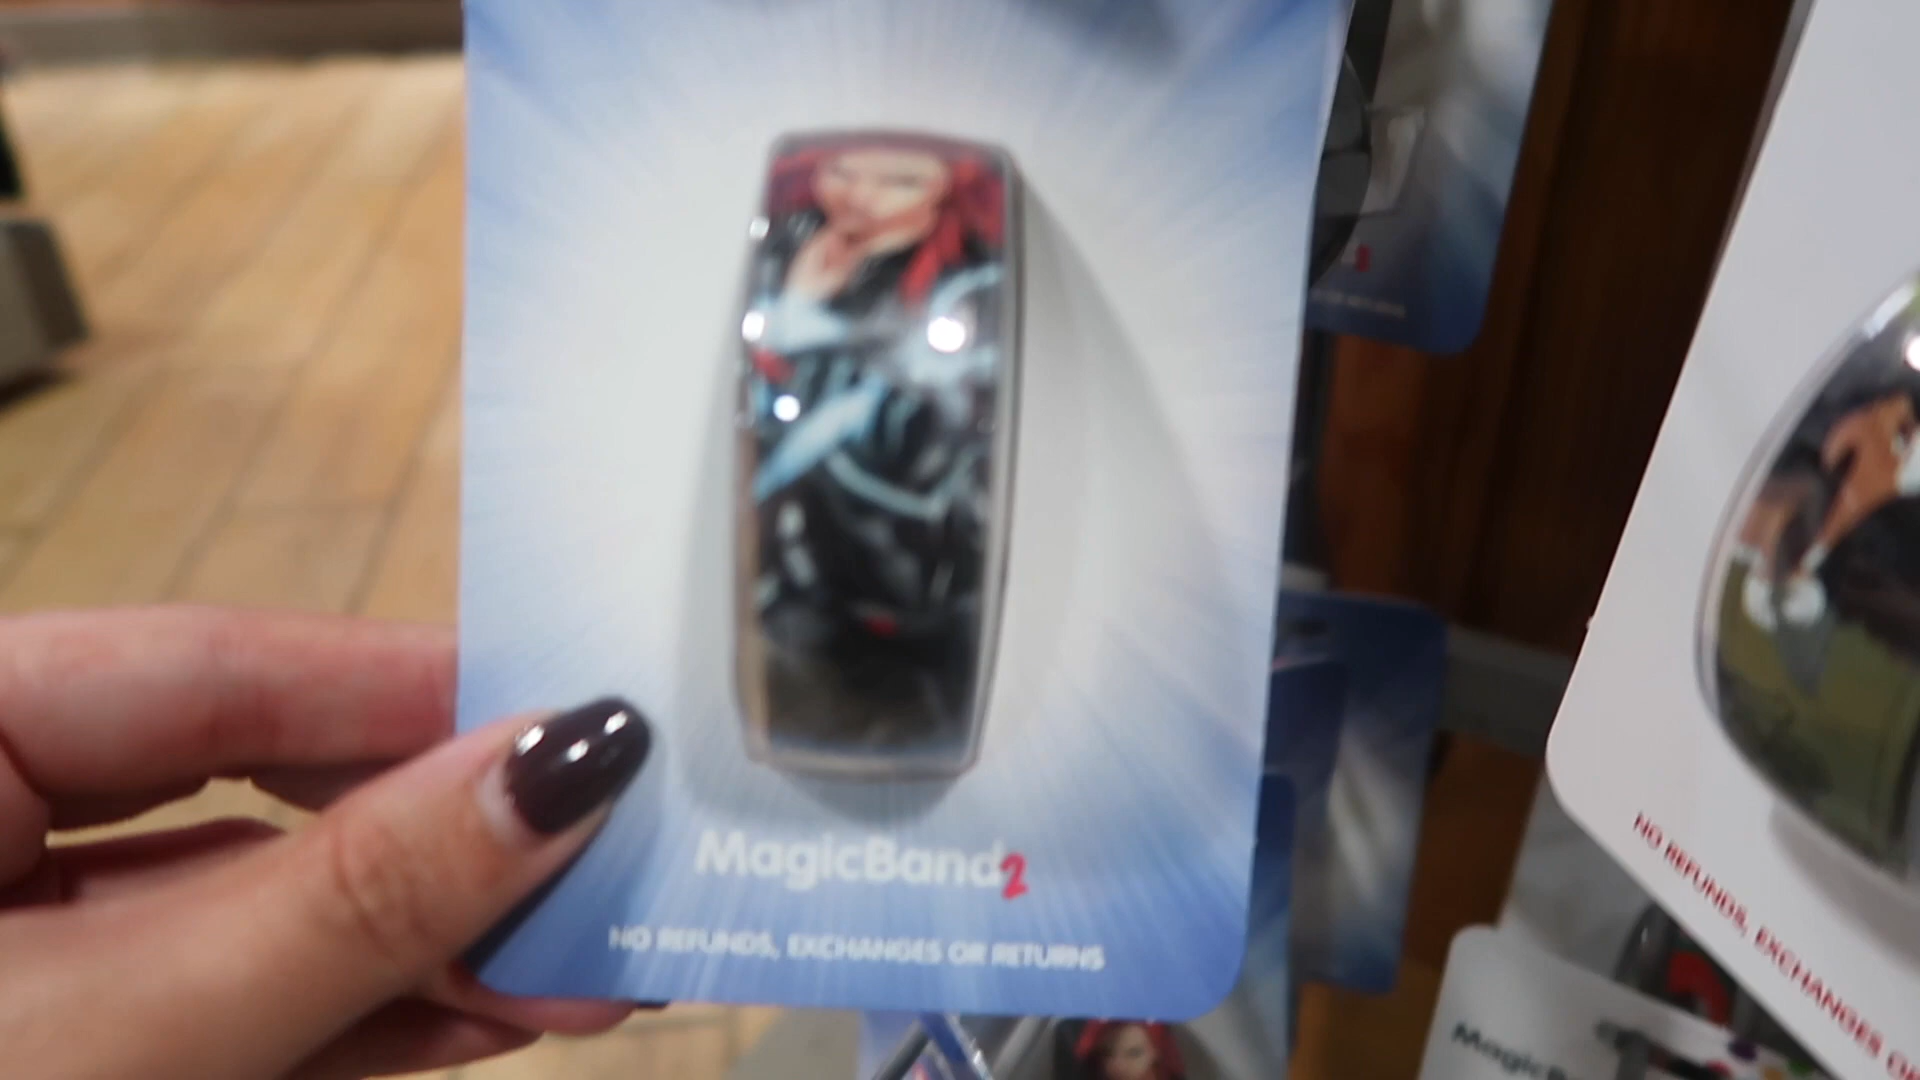 MagicBand2
NO REFUNDS, EXCHANGES OR RETURNS
NO REFUNDS, EXCHANGES